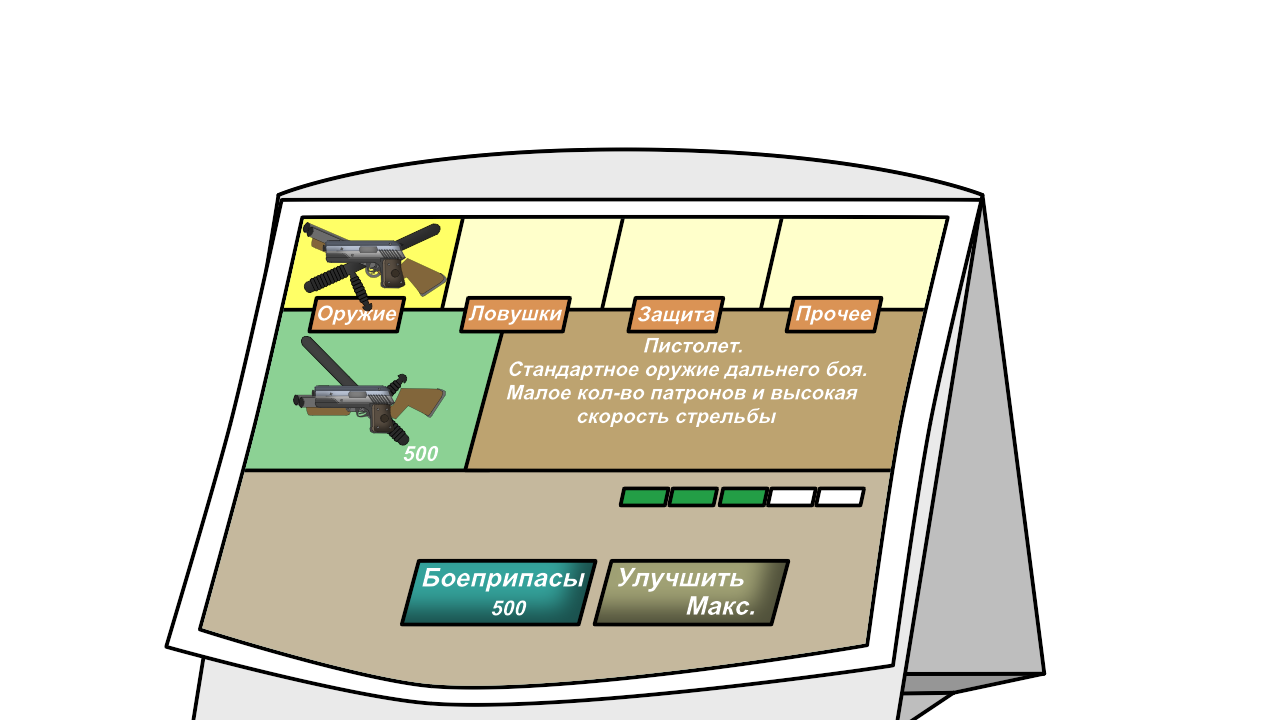 Оружие Ловушки Защита Прочее
Пистолет.
Стандартное оружие дальнего боя.
Малое кол-во патронов и высокая
скорость стрельбы
500
Боеприпасы
500
Улучшить
Макс.